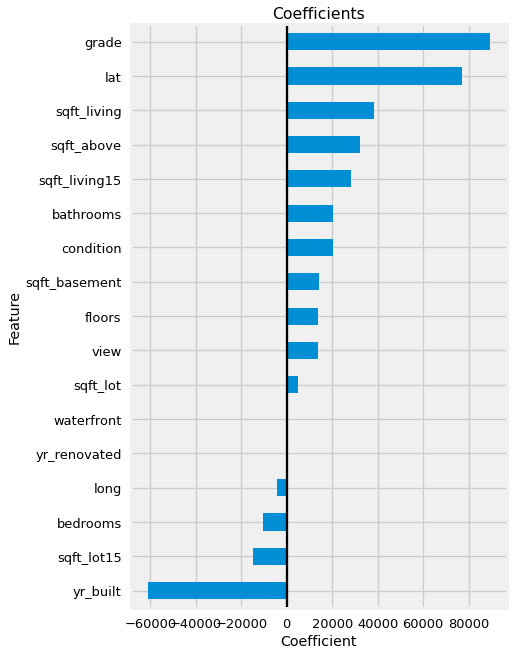 Coefficients
grade
lat
sqft_living
sqft_above
sqft_living15
bathrooms
condition
sqft_basement
floors
view
sqft_lot
waterfront
yr_renovated
long
bedrooms
sqft_lot15
yr_built
Feature
−60000 −40000 −20000 0 20000 40000 60000 80000
Coefficient